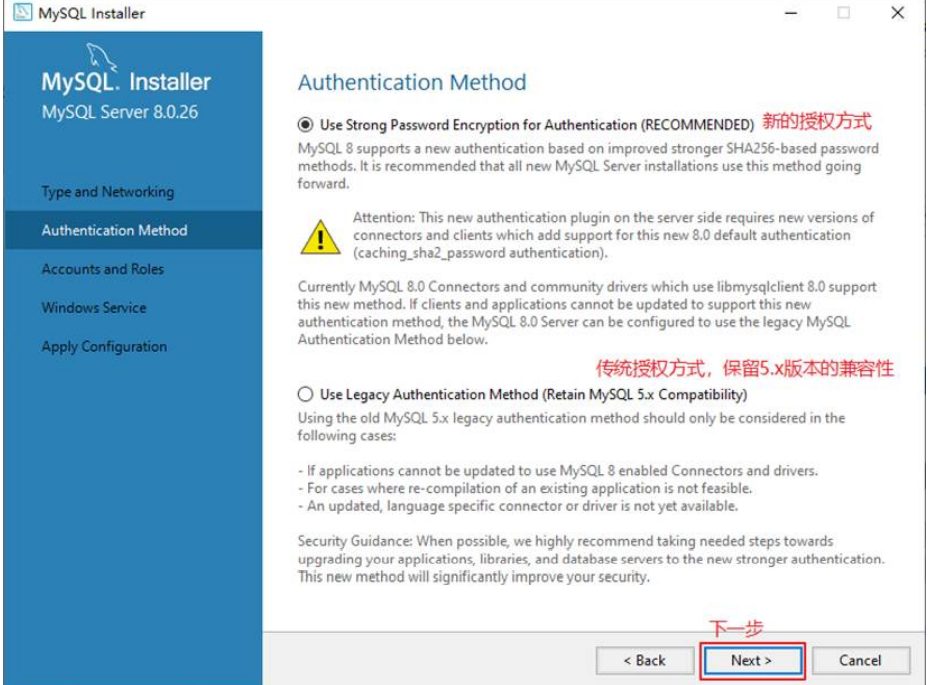 MySQL Installer
MySQL. Installer
MySQL Server 8.0.26
Type and Networking
Authentication Method
Accounts and Roles
Windows Service
Apply Configuration
Authentication Method
Use Strong Password Encryption for Authentication (RECOMMENDED) 新的授权方式
MySQL 8 supports a new authentication based on improved stronger SHA256-based password
methods. It is recommended that all new MySQL Server installations use this method going
forward.
Attention: This new authentication plugin on the server side requires new versions of
connectors and clients which add support for this new 8.0 default authentication
(caching_sha2_password authentication).
Currently MySQL 8.0 Connectors and community drivers which use libmysqlclient 8.0 support
this new method. If clients and applications cannot be updated to support this new
authentication method, the MySQL 8.0 Server can be configured to use the legacy MySQL
Authentication Method below.
传统授权方式，保留5.x版本的兼容性
Use Legacy Authentication Method (Retain MySQL 5.x Compatibility)
Using the old MySQL 5.x legacy authentication method should only be considered in the
following cases:
- If applications cannot be updated to use MySQL 8 enabled Connectors and drivers.
- For cases where re-compilation of an existing application is not feasible.
- An updated, language specific connector or driver is not yet available.
Security Guidance: When possible, we highly recommend taking needed steps towards
upgrading your applications, libraries, and database servers to the new stronger authentication.
This new method will significantly improve your security.
下一步
< Back
Next >
Cancel